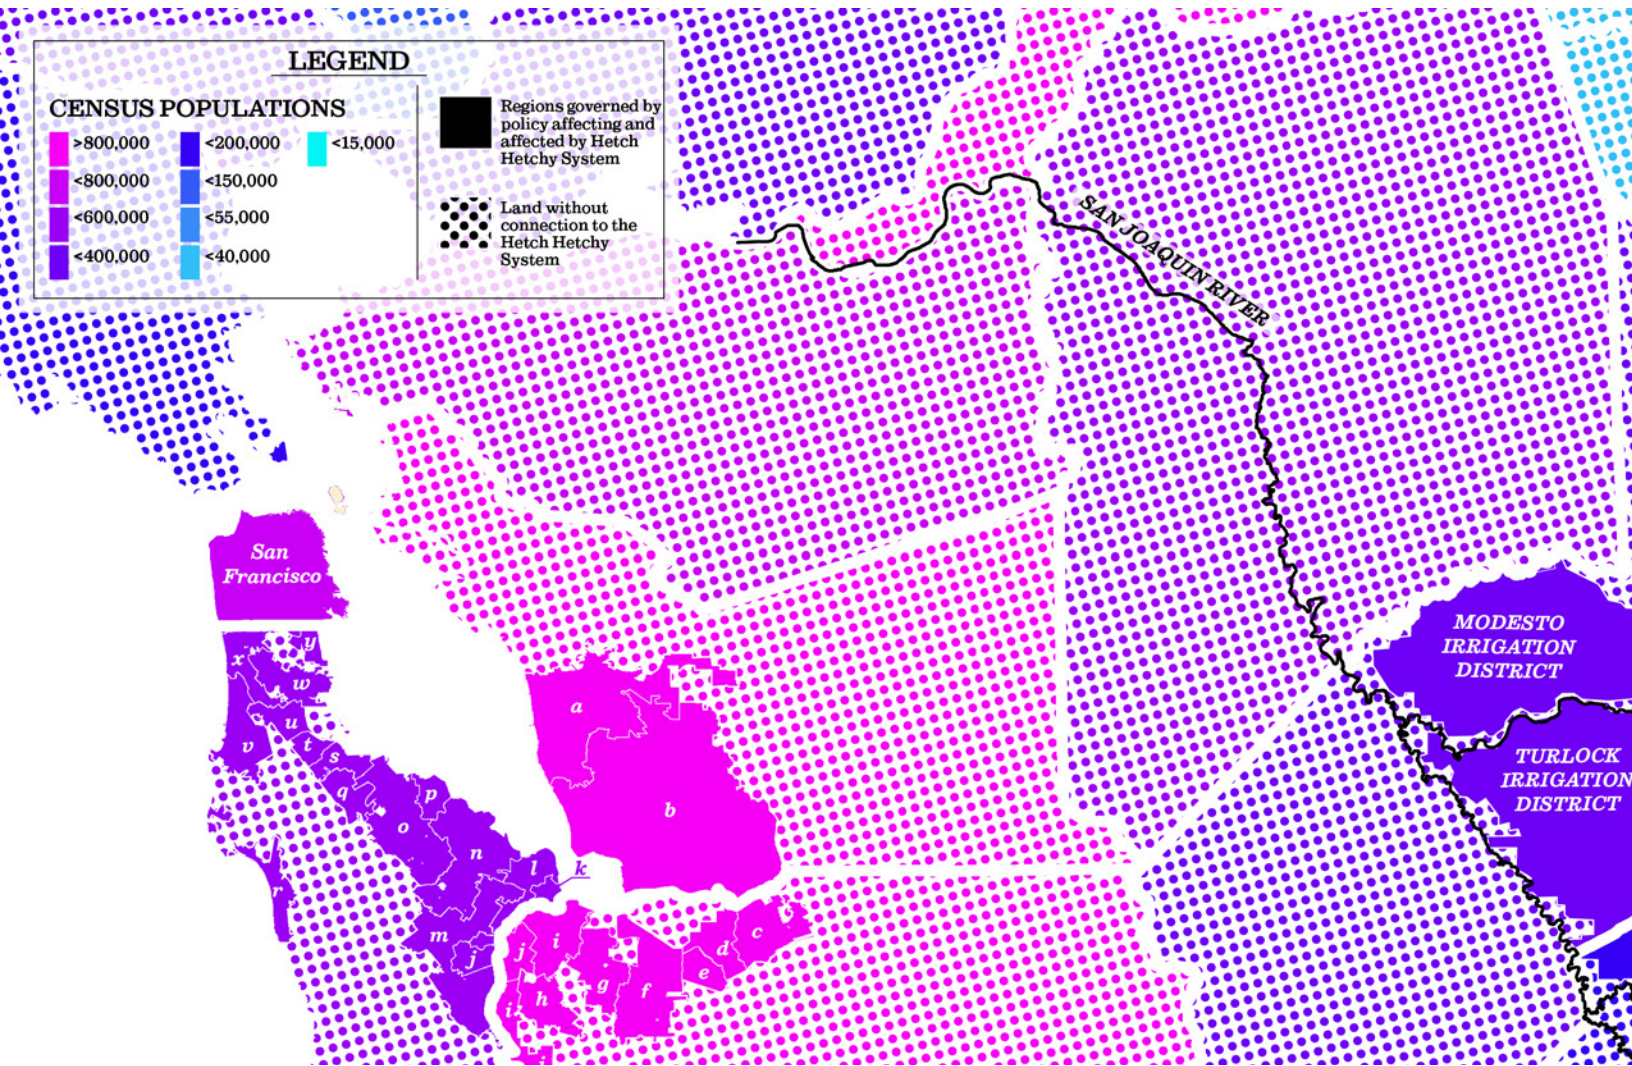 LEGEND
CENSUS POPULATIONS
>800,000
<800,000
<600,000
<400,000
<200,000
<150,000
<55,000
<40,000
<15,000
Regions governed by
policy affecting and
affected by Hetch
Hetchy System
Land without
connection to the
Hetch Hetchy
System
SAN JOAQUIN RIVER
San
Francisco
MODESTO
IRRIGATION
DISTRICT
TURLOCK
IRRIGATION
DISTRICT
y
x
w
u
v
t
s
q
p
o
n
l
k
r
m
j
a
b
c
d
e
f
g
h
i
j
i